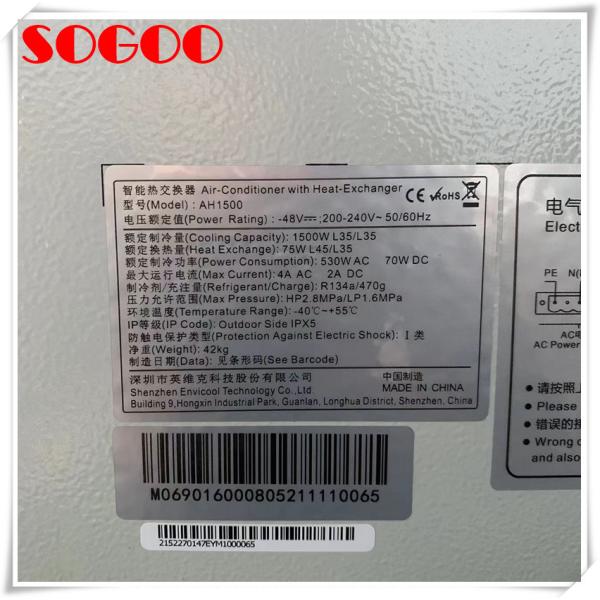 SOGOO
智能热交换器 Air-Conditioner with Heat-Exchanger
CE RoHS
型号(Model) : AH1500
电压额定值(Power Rating) : -48V⎓;200-240V~ 50/60Hz
额定制冷量(Cooling Capacity): 1500W L35/L35
额定换热量(Heat Exchange): 75W L45/L35
额定制冷功率(Power Consumption) : 530W AC 70W DC
最大运行电流(Max Current): 4A AC 2A DC
制冷剂/充注量(Refrigerant/Charge) : R134a/470g
压力允许范围(Max Pressure): HP2.8MPa/LP1.6MPa
环境温度(Temperature Range) : -40℃~+55℃
IP等级(IP Code): Outdoor Side IPX5
防触电保护类型(Protection Against Electric Shock) : I 类
净重(Weight) : 42kg
制造日期(Data): 见条形码(See Barcode)
深圳市英维克科技股份有限公司
Shenzhen Envicool Technology Co., Ltd.
中国制造
MADE IN CHINA
Building 9,Hongxin Industrial Park, Guanlan, Longhua District, Shenzhen, China
M069016000805211110065
2152270147EYM1000065
电气
Elect
PE N(
AC电
AC Power
● 请按照
● Please
● 错误的接
● Wrong
and also